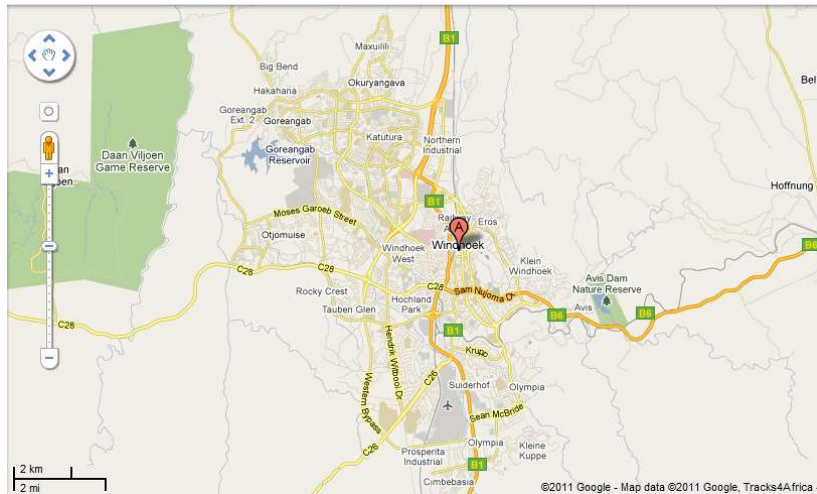 Maxuilili
B1
Big Bend
Okuryangava
Hakahana
Bel
Goreangab
Ext. 2
Goreangab
Katutura
Northern
Industrial
Goreangab
Reservoir
Daan Viljoen
Game Reserve
Hoffnung
B1
Moses Garoeb Street
Eros
A
Otjomuise
Windhoek
Windhoek
West
B6
Klein
Windhoek
C28
Avis Dam
Nature Reserve
Rocky Crest
C28
Sam Nujoma D
Hochland
Park
Tauben Glen
Avis
B6
B6
C28
B1
Hendrik Witbooi Dr
Krupp
C26
Suiderhof
Olympia
Western Bypass
Sean McBride
Olympia
C26
Prosperita
Industrial
Kleine
Kuppe
B1
Cimbebasia
2 km
2 mi
©2011 Google - Map data ©2011 Google, Tracks4Africa -